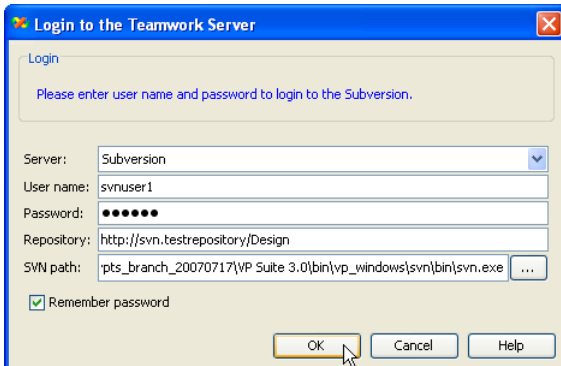 Login to the Teamwork Server
Login
Please enter user name and password to login to the Subversion.
Server: Subversion
User name: svnuser1
Password: ●●●●●●
Repository: http://svn.testrepository/Design
SVN path: pts_branch_20070717\VP Suite 3.0\bin\vp_windows\svn\bin\svn.exe ...
Remember password
OK Cancel Help